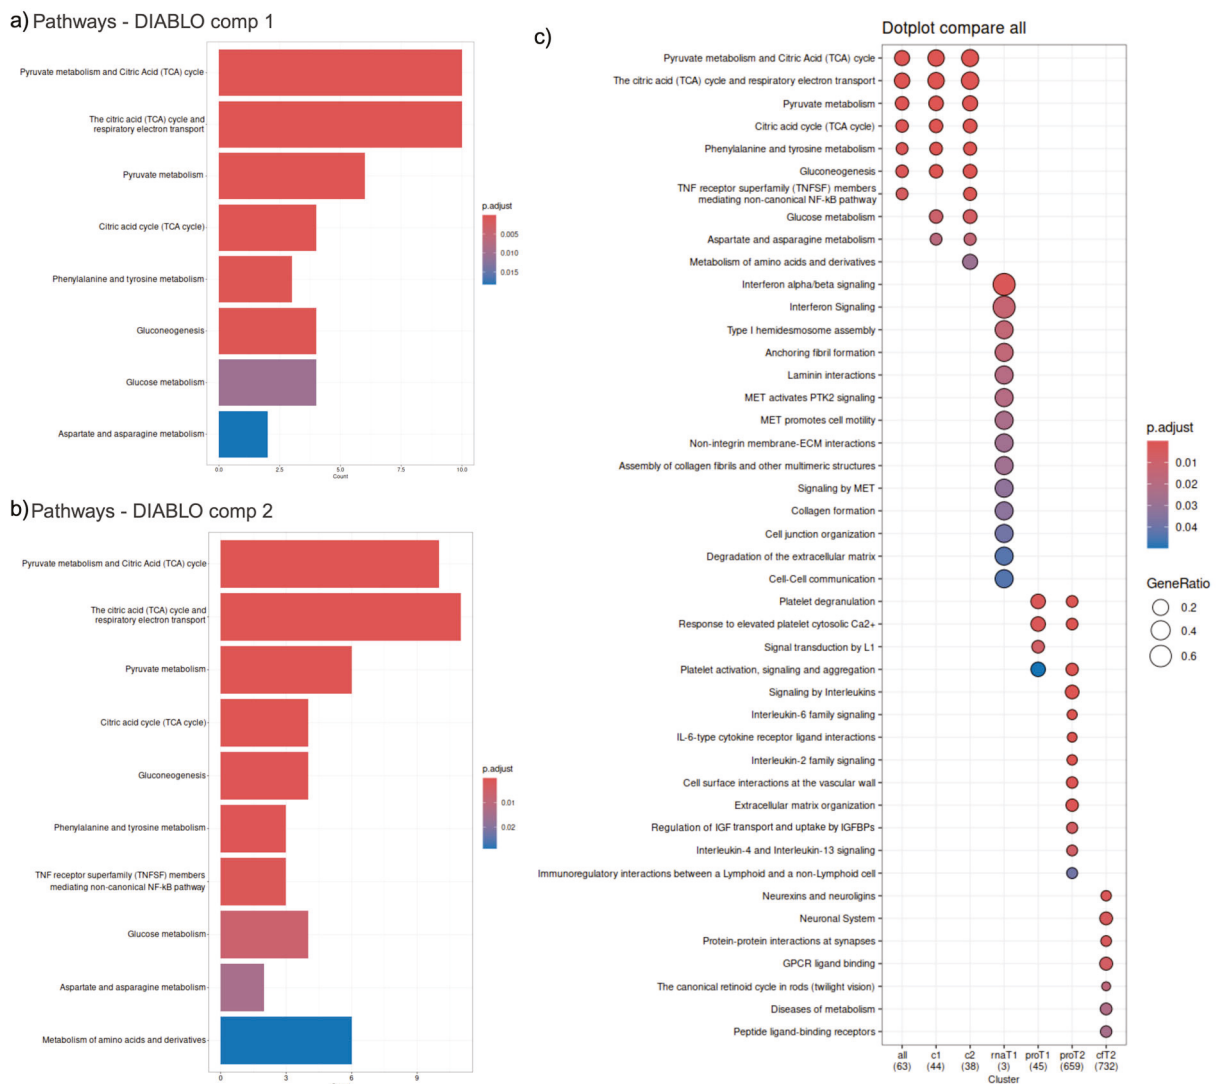 a) Pathways - DIABLO comp 1
Pyruvate metabolism and Citric Acid (TCA) cycle
The citric acid (TCA) cycle and
respiratory electron transport
Pyruvate metabolism
Citric acid cycle (TCA cycle)
Phenylalanine and tyrosine metabolism
Gluconeogenesis
Glucose metabolism
Aspartate and asparagine metabolism
0.0 2.5 5.0 7.5 10.0
Count
p.adjust
0.005
0.010
0.015
b) Pathways - DIABLO comp 2
Pyruvate metabolism and Citric Acid (TCA) cycle
The citric acid (TCA) cycle and
respiratory electron transport
Pyruvate metabolism
Citric acid cycle (TCA cycle)
Gluconeogenesis
Phenylalanine and tyrosine metabolism
TNF receptor superfamily (TNFSF) members
mediating non-canonical NF-kB pathway
Glucose metabolism
Aspartate and asparagine metabolism
Metabolism of amino acids and derivatives
0 3 6 9
p.adjust
0.01
0.02
c)
Dotplot compare all
Pyruvate metabolism and Citric Acid (TCA) cycle
The citric acid (TCA) cycle and respiratory electron transport
Pyruvate metabolism
Citric acid cycle (TCA cycle)
Phenylalanine and tyrosine metabolism
Gluconeogenesis
TNF receptor superfamily (TNFSF) members
mediating non-canonical NF-kB pathway
Glucose metabolism
Aspartate and asparagine metabolism
Metabolism of amino acids and derivatives
Interferon alpha/beta signaling
Interferon Signaling
Type I hemidesmosome assembly
Anchoring fibril formation
Laminin interactions
MET activates PTK2 signaling
MET promotes cell motility
Non-integrin membrane-ECM interactions
Assembly of collagen fibrils and other multimeric structures
Signaling by MET
Collagen formation
Cell junction organization
Degradation of the extracellular matrix
Cell-Cell communication
Platelet degranulation
Response to elevated platelet cytosolic Ca2+
Signal transduction by L1
Platelet activation, signaling and aggregation
Signaling by Interleukins
Interleukin-6 family signaling
IL-6-type cytokine receptor ligand interactions
Interleukin-2 family signaling
Cell surface interactions at the vascular wall
Extracellular matrix organization
Regulation of IGF transport and uptake by IGFBPs
Interleukin-4 and Interleukin-13 signaling
Immunoregulatory interactions between a Lymphoid and a non-Lymphoid cell
Neurexins and neuroligins
Neuronal System
Protein-protein interactions at synapses
GPCR ligand binding
The canonical retinoid cycle in rods (twilight vision)
Diseases of metabolism
Peptide ligand-binding receptors
all c1 c2 rnaT1 proT1 proT2 cfT2
(63) (44) (38) (3) (45) (659) (732)
Cluster
p.adjust
0.01
0.02
0.03
0.04
GeneRatio
0.2
0.4
0.6